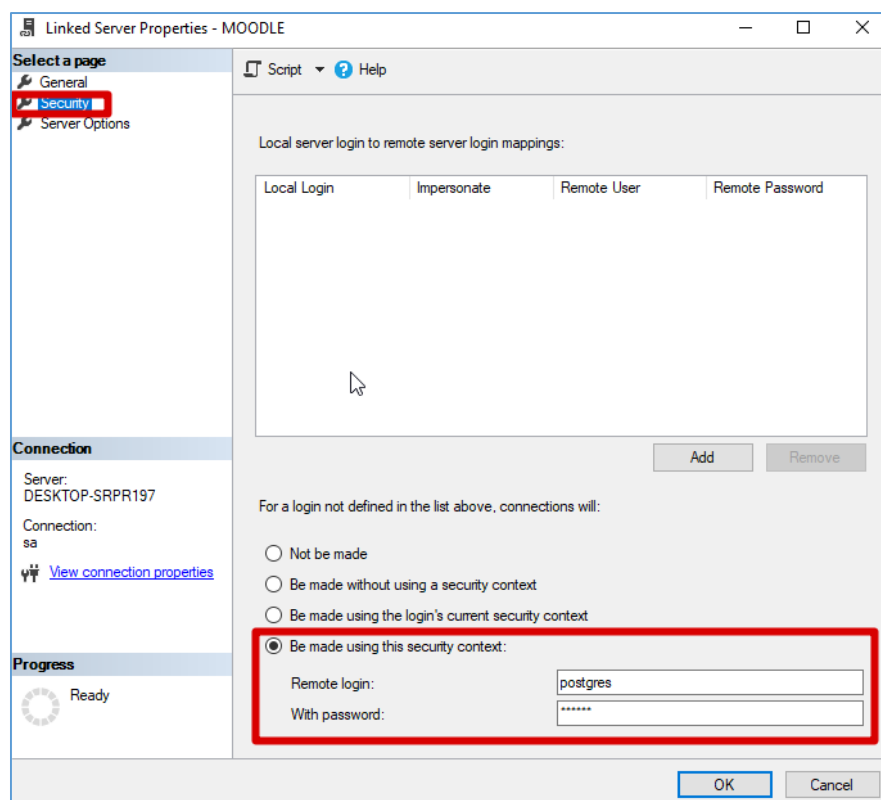 Linked Server Properties - MOODLE
Select a page
General
Security
Server Options
Script Help
Local server login to remote server login mappings:
Local Login Impersonate Remote User Remote Password
Add Remove
Connection
Server:
DESKTOP-SRPR197
Connection:
sa
View connection properties
Progress
Ready
For a login not defined in the list above, connections will:
Not be made
Be made without using a security context
Be made using the login's current security context
Be made using this security context:
Remote login: postgres
With password: ******
OK Cancel